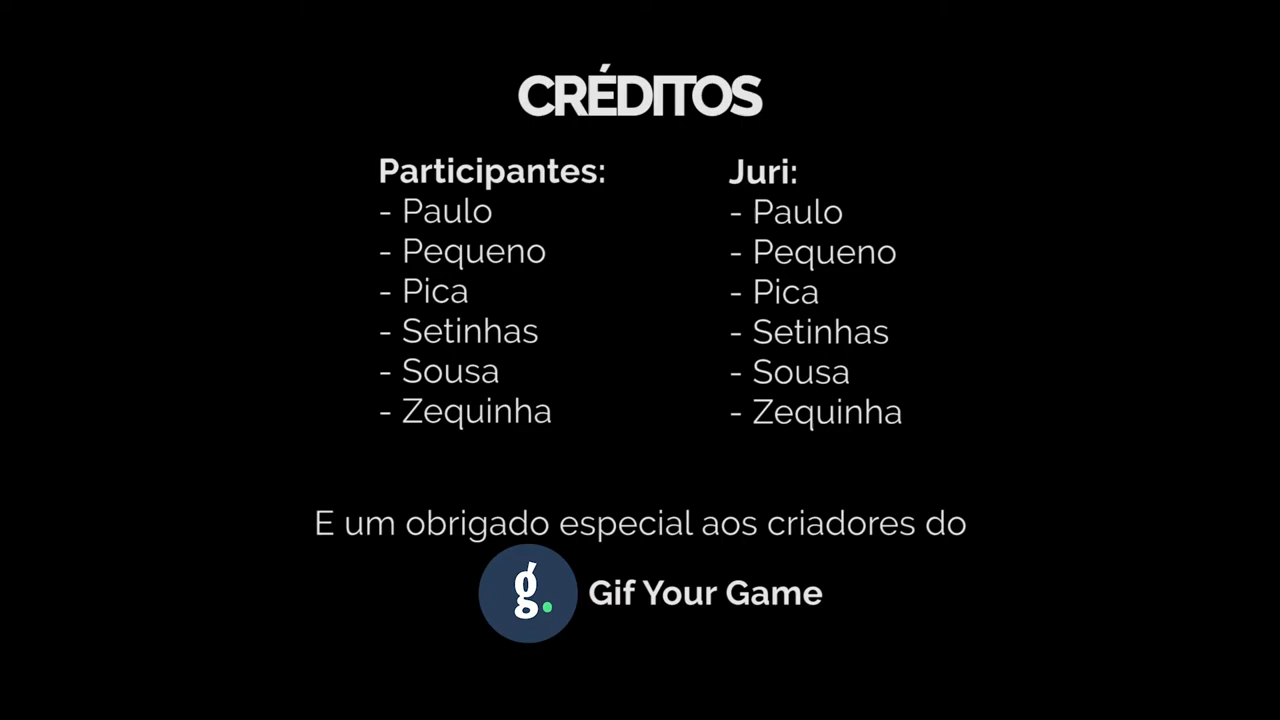 CRÉDITOS
Participantes:
- Paulo
- Pequeno
- Pica
- Setinhas
- Sousa
- Zequinha
Juri:
- Paulo
- Pequeno
- Pica
- Setinhas
- Sousa
- Zequinha
E um obrigado especial aos criadores do
g. Gif Your Game